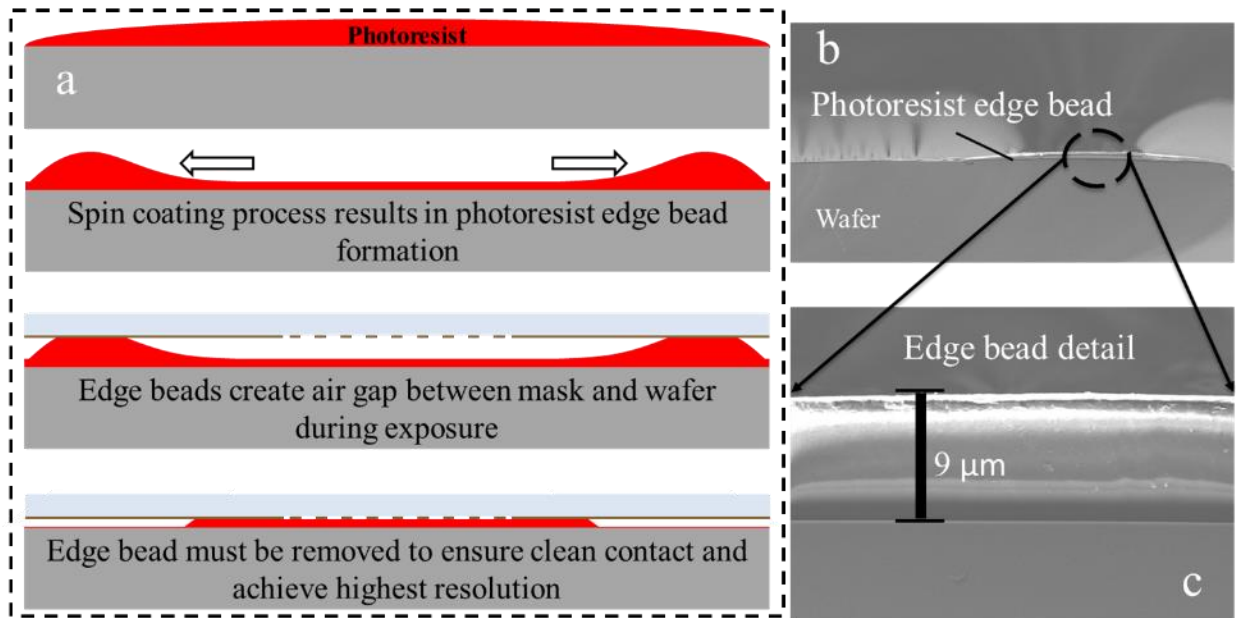 Photoresist
a
Spin coating process results in photoresist edge bead
formation
Edge beads create air gap between mask and wafer
during exposure
Edge bead must be removed to ensure clean contact and
achieve highest resolution
b
Photoresist edge bead
Wafer
Edge bead detail
9 μm
c